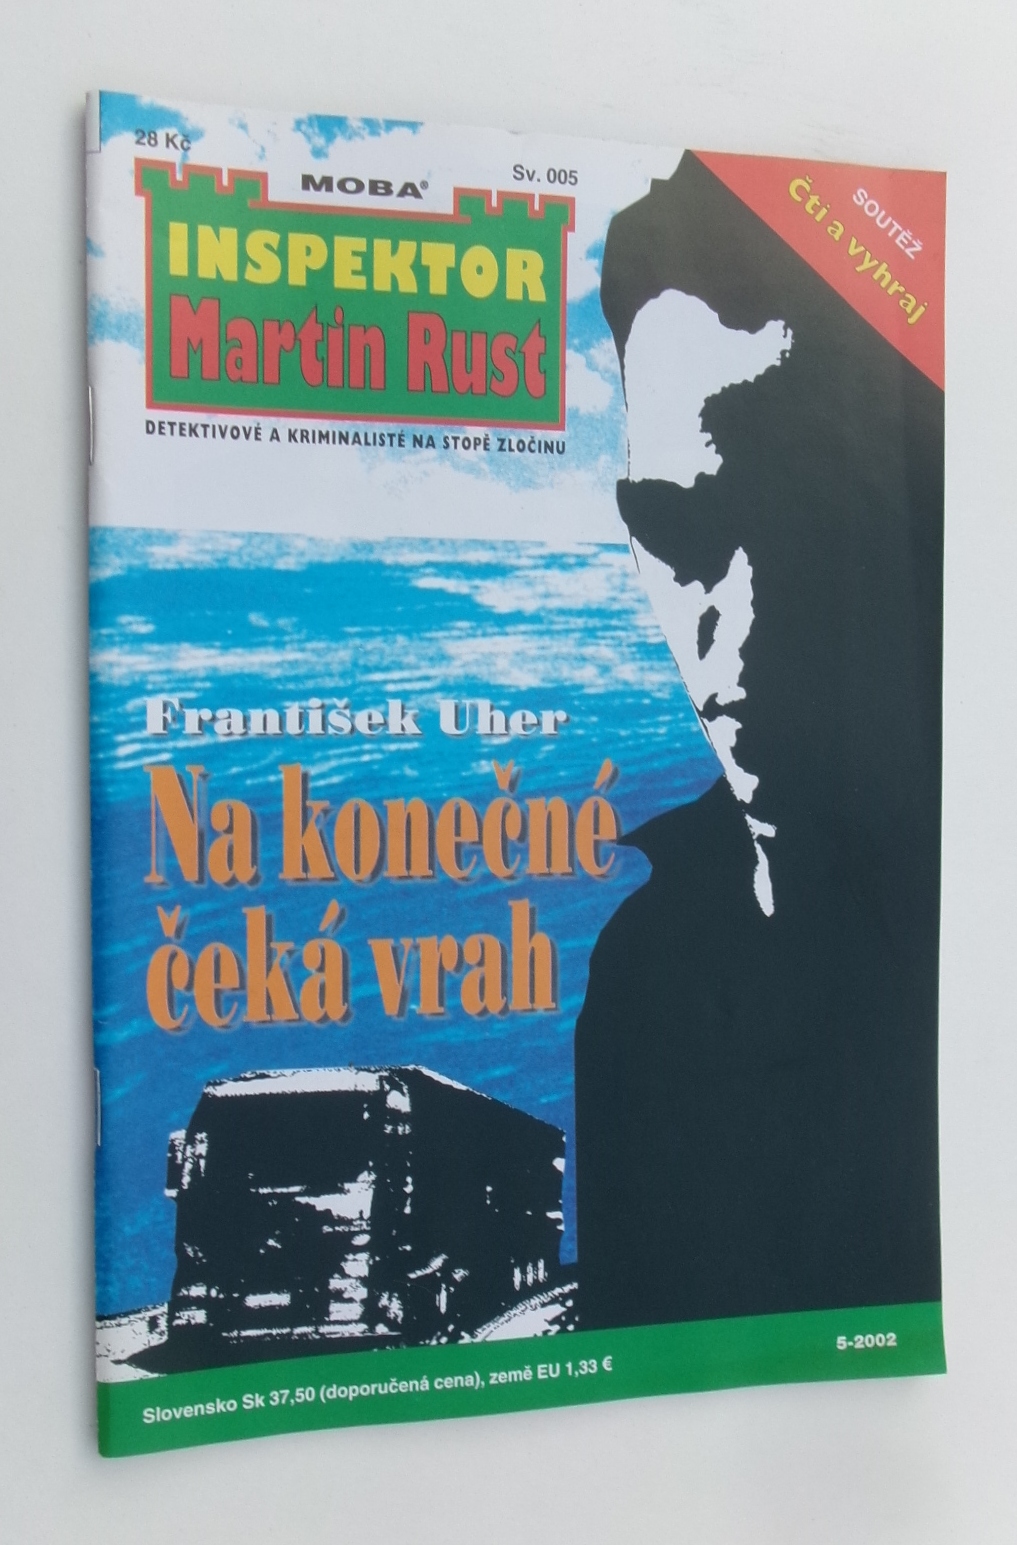 28 Kč
MOBA®
Sv. 005
SOUTĚŽ
Čti a vyhraj
INSPEKTOR
Martin Rust
DETEKTIVOVÉ A KRIMINALISTÉ NA STOPĚ ZLOČINU
František Uher
Na konečné
čeká vrah
5-2002
Slovensko Sk 37,50 (doporučená cena), země EU 1,33 €